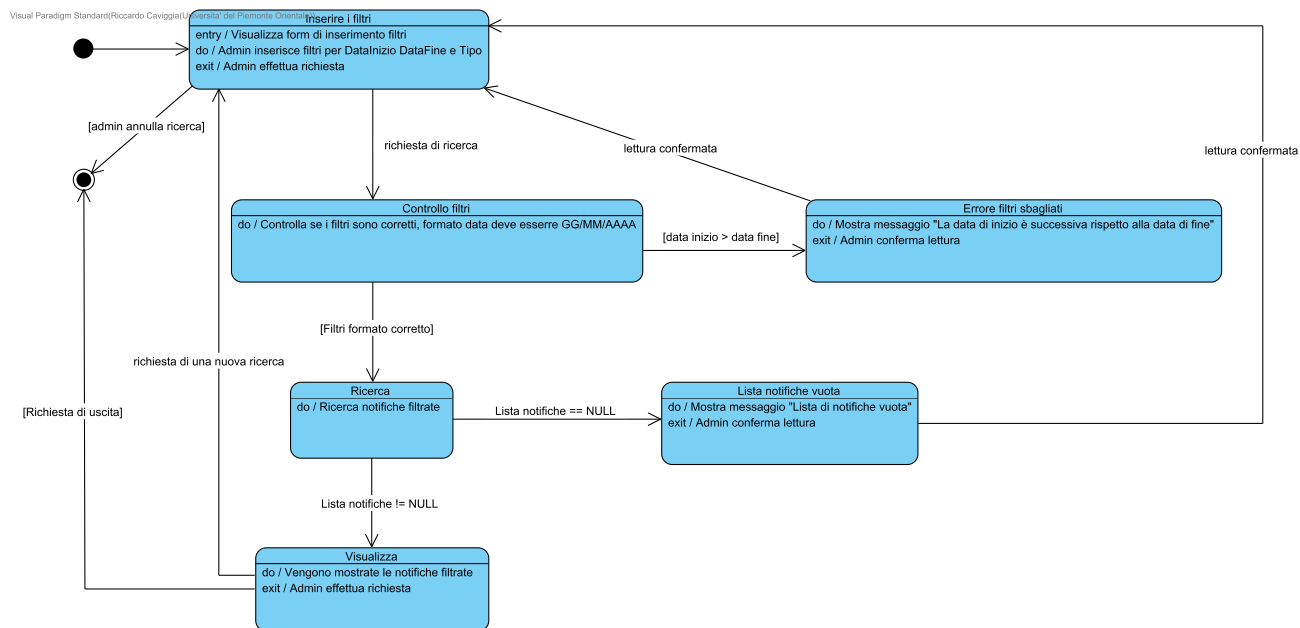 Visual Paradigm Standard(Riccardo Caviggia(Universita' del Piemonte Orientale))
Inserire i filtri
entry / Visualizza form di inserimento filtri
do / Admin inserisce filtri per DataInizio DataFine e Tipo
exit / Admin effettua richiesta
[admin annulla ricerca]
richiesta di ricerca
lettura confermata
lettura confermata
Controllo filtri
do / Controlla se i filtri sono corretti, formato data deve esserre GG/MM/AAAA
[data inizio > data fine]
Errore filtri sbagliati
do / Mostra messaggio "La data di inizio è successiva rispetto alla data di fine"
exit / Admin conferma lettura
[Filtri formato corretto]
richiesta di una nuova ricerca
[Richiesta di uscita]
Ricerca
do / Ricerca notifiche filtrate
Lista notifiche == NULL
Lista notifiche vuota
do / Mostra messaggio "Lista di notifiche vuota"
exit / Admin conferma lettura
Lista notifiche != NULL
Visualizza
do / Vengono mostrate le notifiche filtrate
exit / Admin effettua richiesta